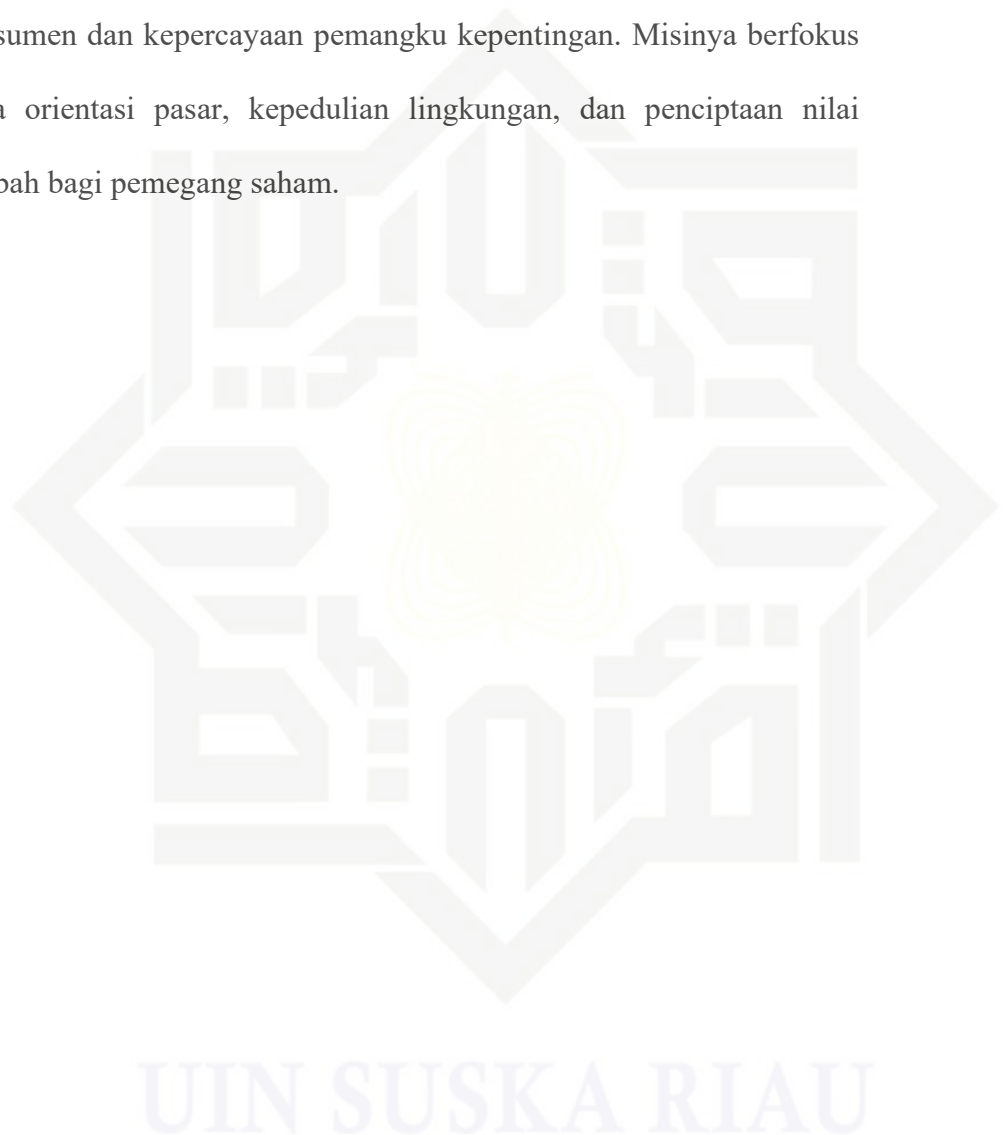 sumen dan kepercayaan pemangku kepentingan. Misinya berfokus
a orientasi pasar, kepedulian lingkungan, dan penciptaan nilai
bah bagi pemegang saham.
UIN SUSKA RIAU